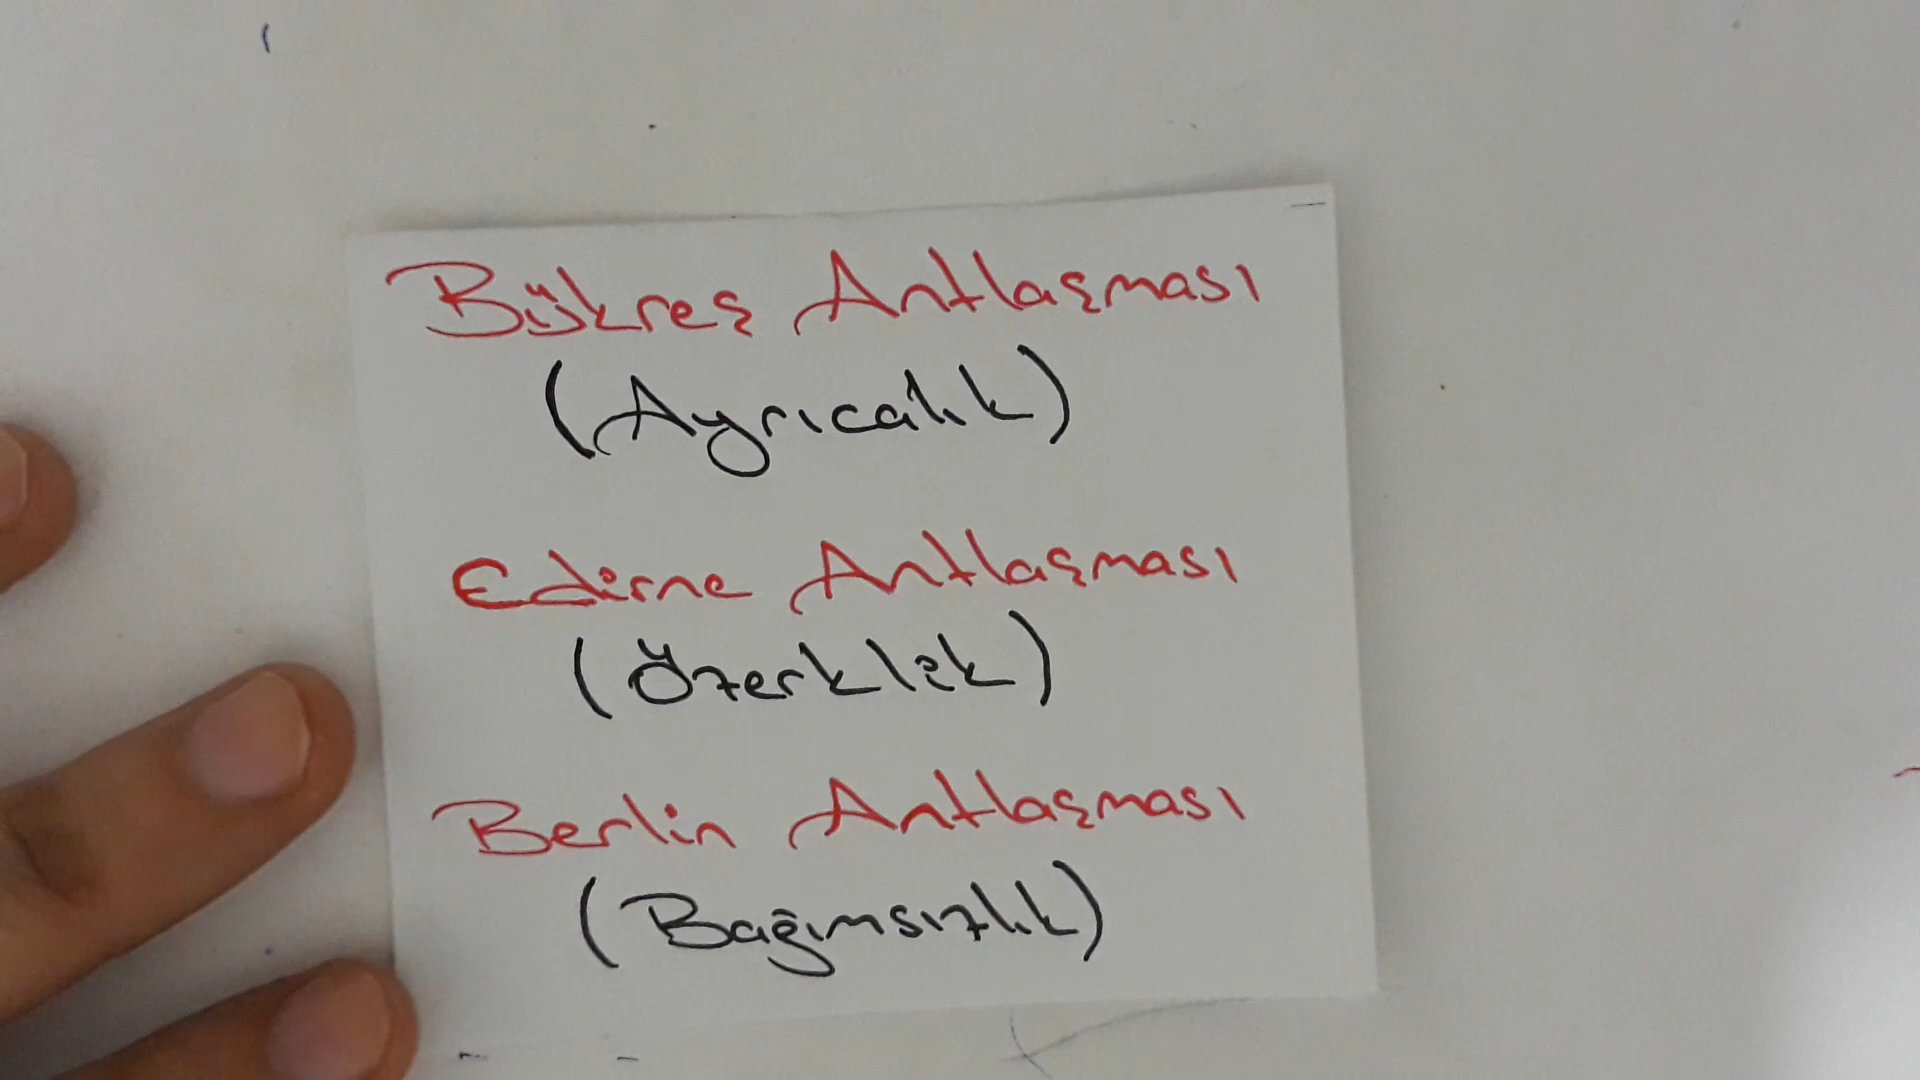 Bükreş Antlaşması
(Ayrıcalık)
Edirne Antlaşması
(Özerklik)
Berlin Antlaşması
(Bağımsızlık)